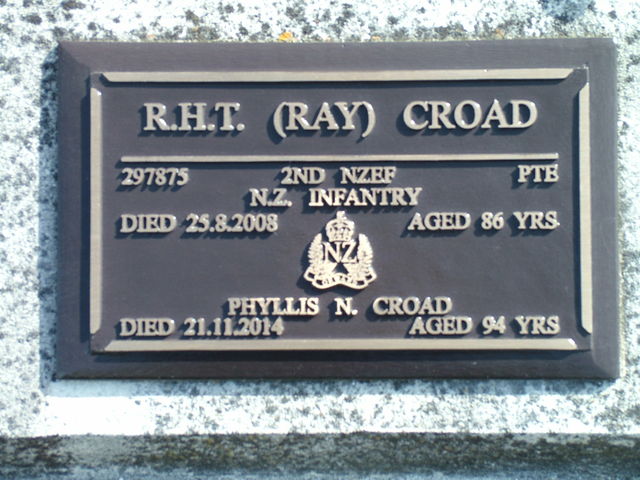 R.H.T. (RAY) CROAD
297875 2ND NZEF PTE
N.Z. INFANTRY
DIED 25.8.2008 AGED 86 YRS.
NZ
ONWARD
PHYLLIS N. CROAD
DIED 21.11.2014 AGED 94 YRS